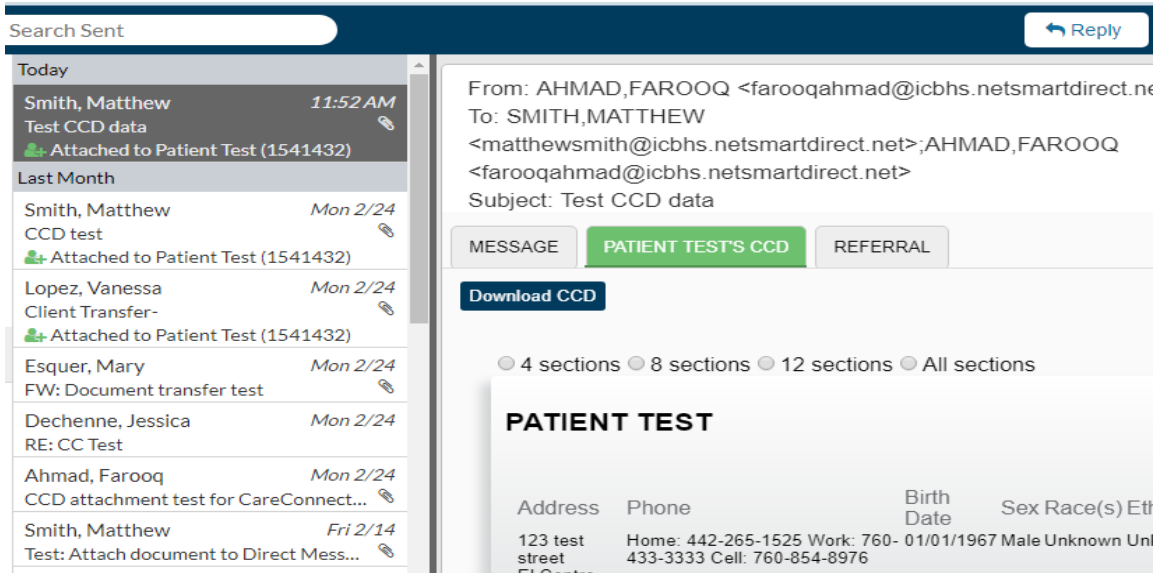 Search Sent
Reply
Today
Smith, Matthew 11:52 AM
Test CCD data
Attached to Patient Test (1541432)
Last Month
Smith, Matthew Mon 2/24
CCD test
Attached to Patient Test (1541432)
Lopez, Vanessa Mon 2/24
Client Transfer-
Attached to Patient Test (1541432)
Esquer, Mary Mon 2/24
FW: Document transfer test
Dechenne, Jessica Mon 2/24
RE: CC Test
Ahmad, Farooq Mon 2/24
CCD attachment test for CareConnect...
Smith, Matthew Fri 2/14
Test: Attach document to Direct Mess...
From: AHMAD,FAROOQ <farooqahmad@icbhs.netsmartdirect.ne
To: SMITH,MATTHEW
<matthewsmith@icbhs.netsmartdirect.net>;AHMAD,FAROOQ
<farooqahmad@icbhs.netsmartdirect.net>
Subject: Test CCD data
MESSAGE PATIENT TEST'S CCD REFERRAL
Download CCD
4 sections 8 sections 12 sections All sections
PATIENT TEST
Address Phone Birth Date Sex Race(s) Eth
123 test Home: 442-265-1525 Work: 760- 01/01/1967 Male Unknown Unk
street 433-3333 Cell: 760-854-8976
El Centro